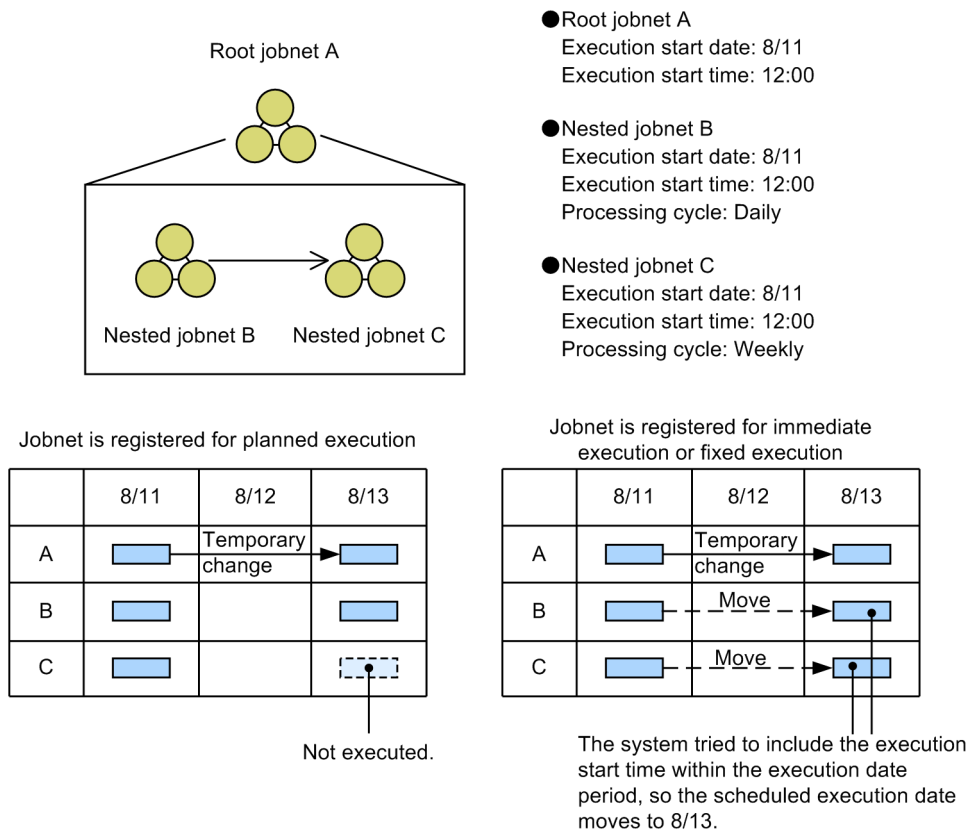 Root jobnet A
Nested jobnet B
Nested jobnet C
●Root jobnet A
Execution start date: 8/11
Execution start time: 12:00
●Nested jobnet B
Execution start date: 8/11
Execution start time: 12:00
Processing cycle: Daily
●Nested jobnet C
Execution start date: 8/11
Execution start time: 12:00
Processing cycle: Weekly
Jobnet is registered for planned execution
8/11 8/12 8/13
A Temporary
change
B
C
Not executed.
Jobnet is registered for immediate
execution or fixed execution
8/11 8/12 8/13
A Temporary
change
B Move
C Move
The system tried to include the execution
start time within the execution date
period, so the scheduled execution date
moves to 8/13.